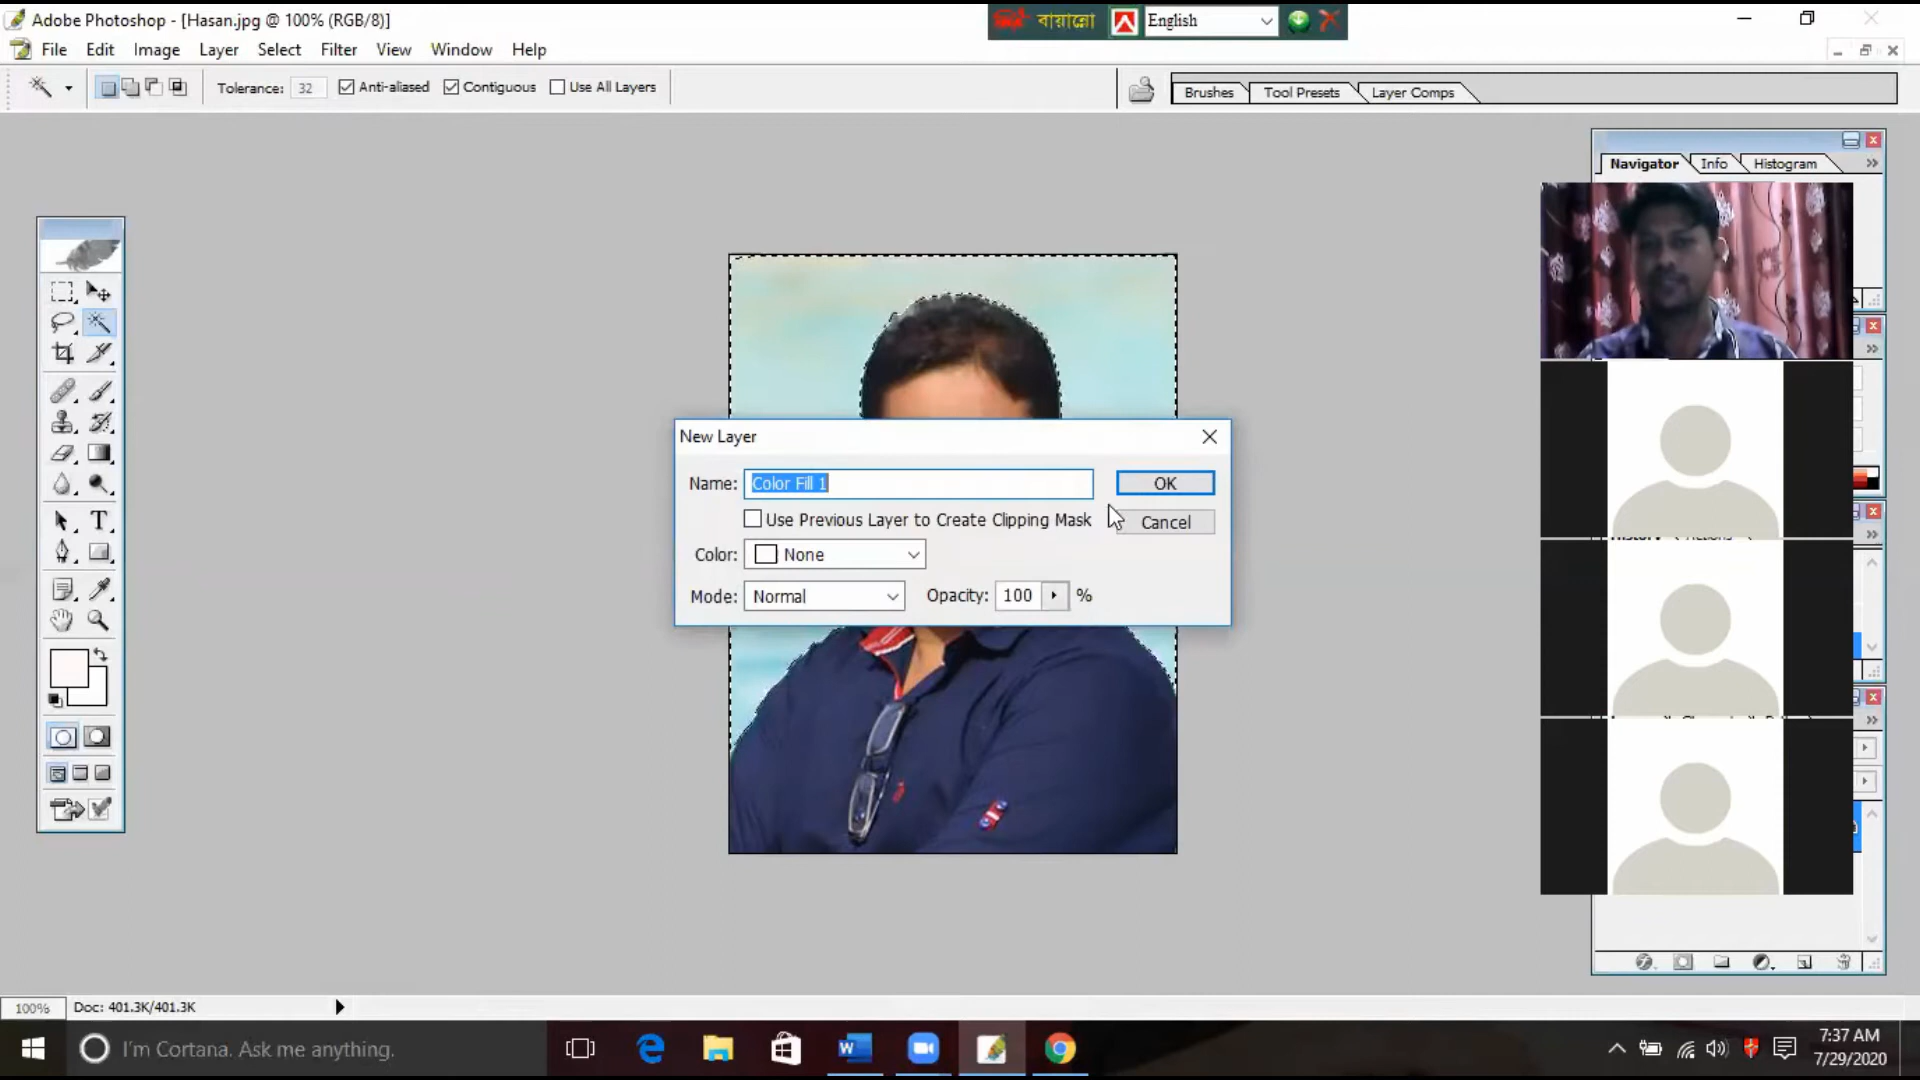 Adobe Photoshop - [Hasan.jpg @ 100% (RGB/8)]
বায়ান্নো
English
File Edit Image Layer Select Filter View Window Help
Tolerance: 32 Anti-aliased Contiguous Use All Layers
Brushes Tool Presets Layer Comps
Navigator Info Histogram
New Layer
Name: Color Fill 1
OK
Use Previous Layer to Create Clipping Mask
Cancel
Color: None
Mode: Normal Opacity: 100 %
T
100% Doc: 401.3K/401.3K
I'm Cortana. Ask me anything.
7:37 AM
7/29/2020